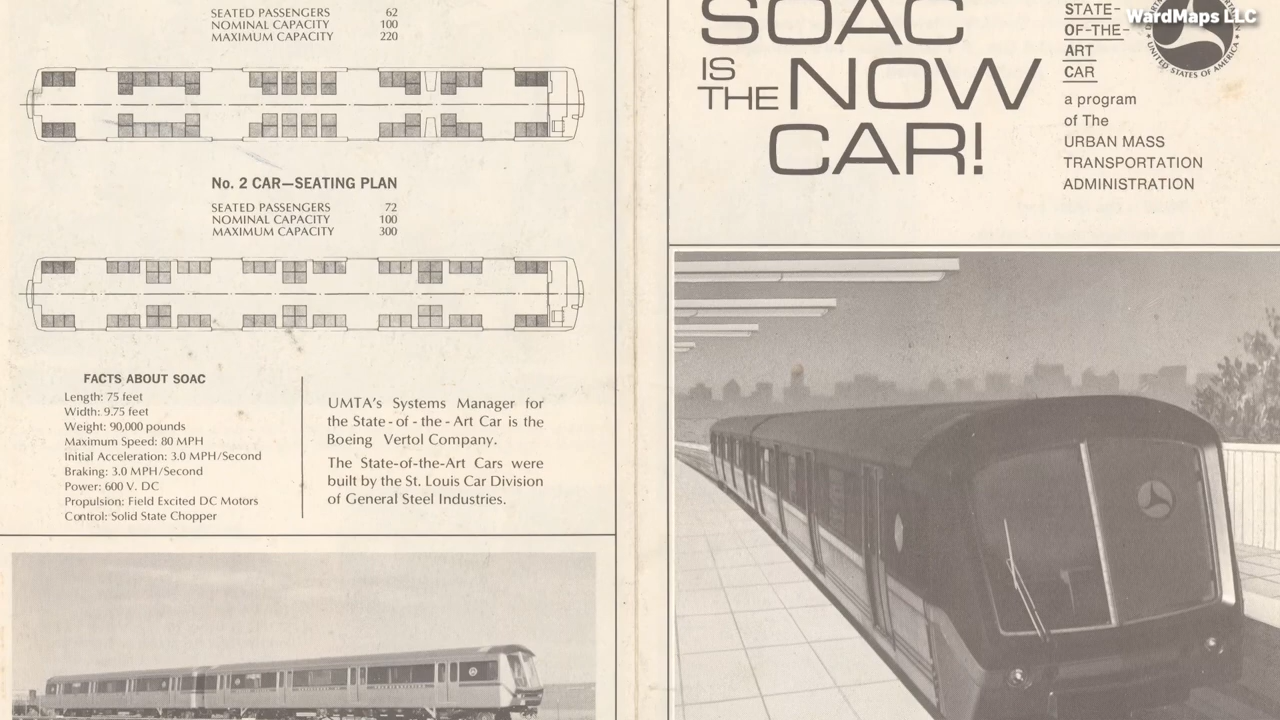 SEATED PASSENGERS 62
NOMINAL CAPACITY 100
MAXIMUM CAPACITY 220
No. 2 CAR—SEATING PLAN
SEATED PASSENGERS 72
NOMINAL CAPACITY 100
MAXIMUM CAPACITY 300
FACTS ABOUT SOAC
Length: 75 feet
Width: 9.75 feet
Weight: 90,000 pounds
Maximum Speed: 80 MPH
Initial Acceleration: 3.0 MPH/Second
Braking: 3.0 MPH/Second
Power: 600 V. DC
Propulsion: Field Excited DC Motors
Control: Solid State Chopper
UMTA's Systems Manager for
the State-of-the-Art Car is the
Boeing Vertol Company.
The State-of-the-Art Cars were
built by the St. Louis Car Division
of General Steel Industries.
SOAC
IS
THE NOW
CAR!
STATE-
OF-THE-
ART
CAR
a program
of The
URBAN MASS
TRANSPORTATION
ADMINISTRATION
WardMaps LLC
UNITED STATES OF AMERICA